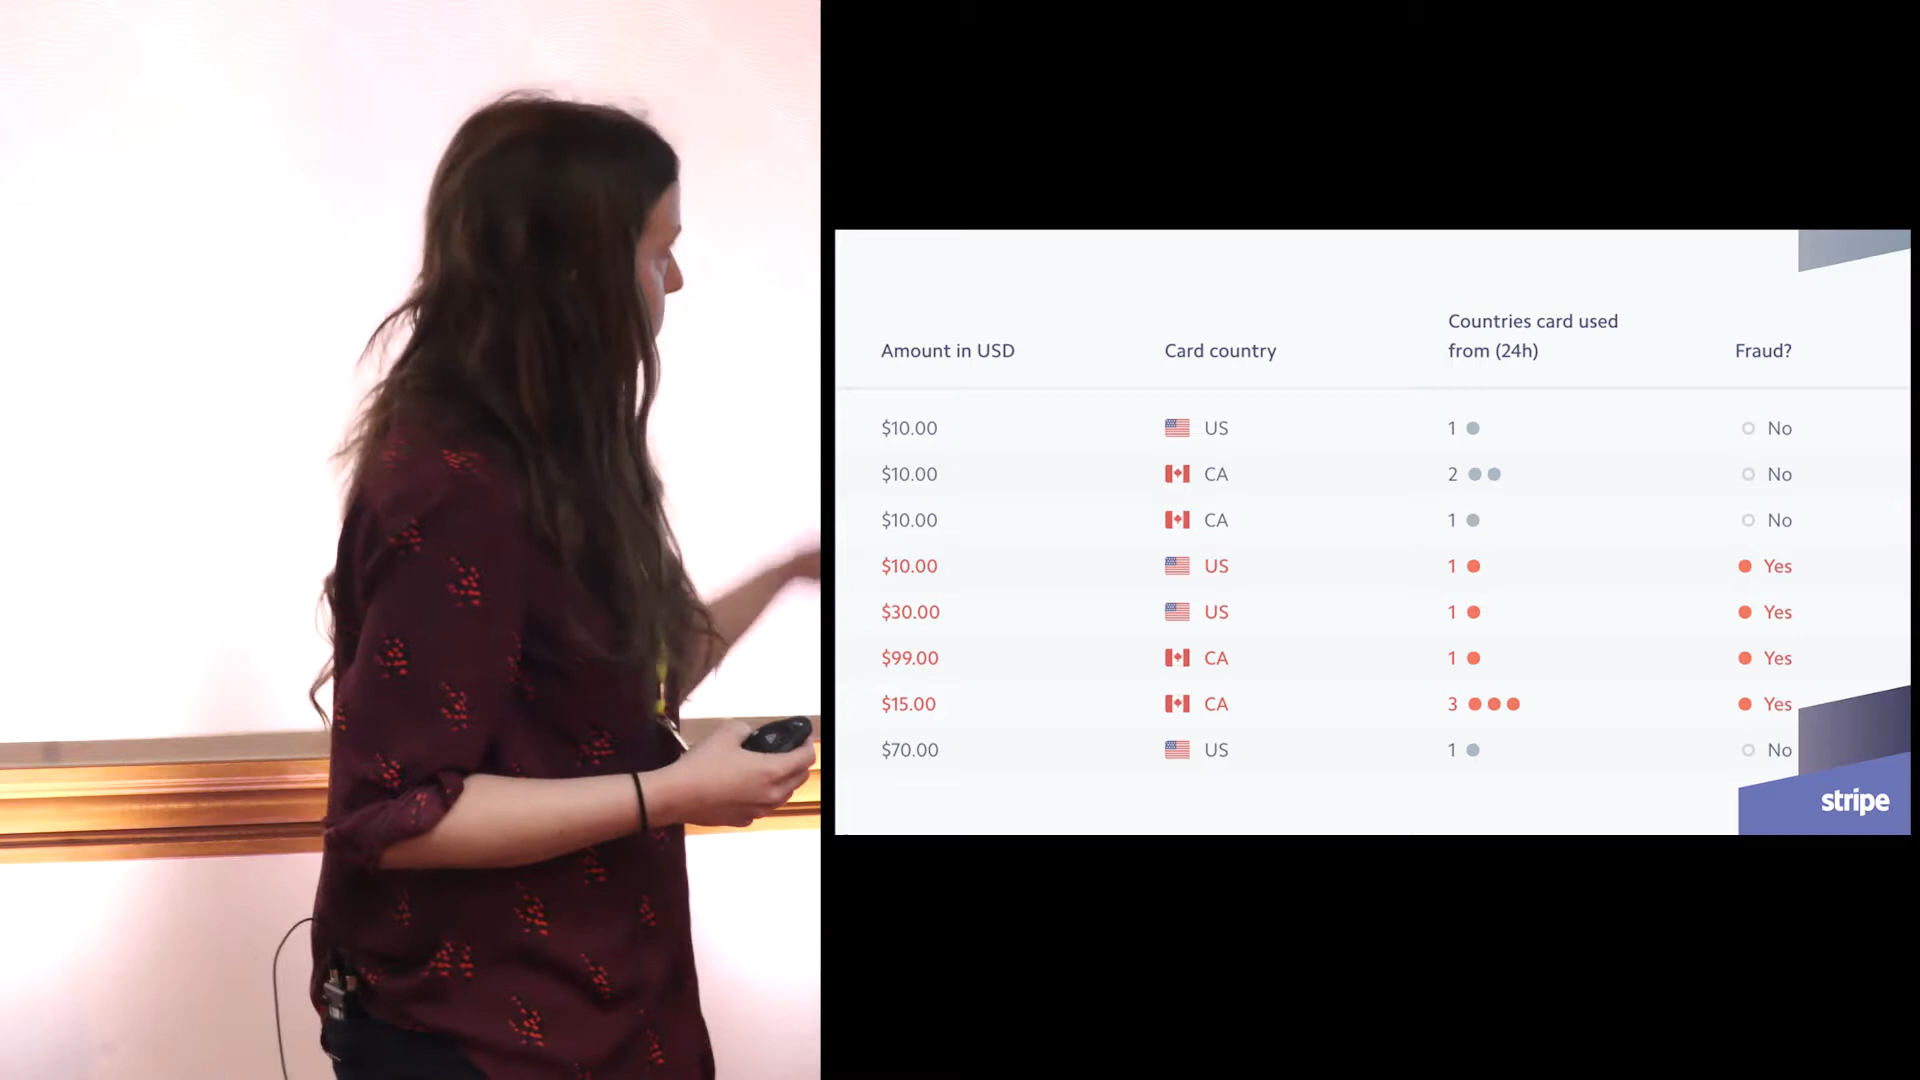 Amount in USD Card country Countries card used from (24h) Fraud?
$10.00 US 1 No
$10.00 CA 2 No
$10.00 CA 1 No
$10.00 US 1 Yes
$30.00 US 1 Yes
$99.00 CA 1 Yes
$15.00 CA 3 Yes
$70.00 US 1 No
stripe